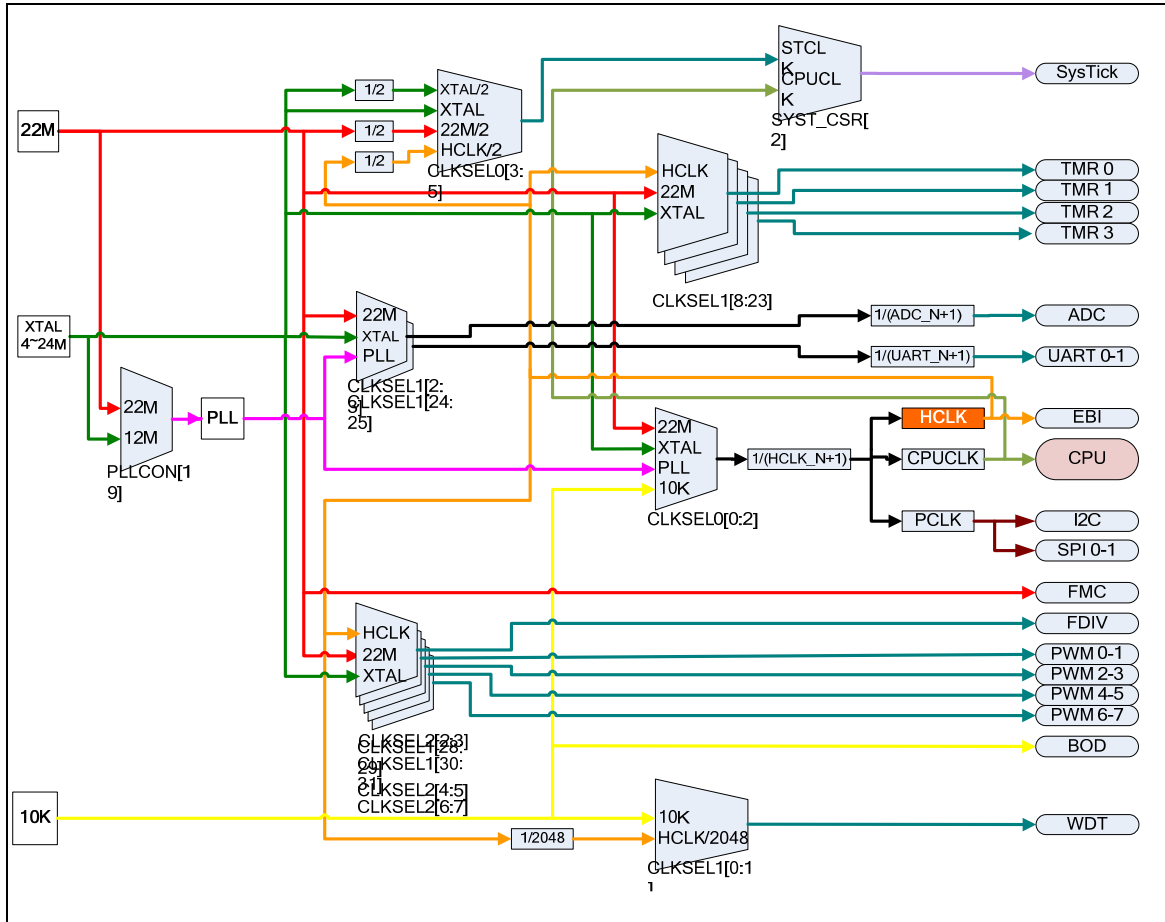 STCL
K
CPUCL
K
SYST_CSR[
2]
SysTick
1/2
XTAL/2
XTAL
22M
1/2
22M/2
1/2
HCLK/2
CLKSEL0[3:
5]
HCLK
22M
XTAL
CLKSEL1[8:23]
TMR 0
TMR 1
TMR 2
TMR 3
XTAL
4~24M
22M
XTAL
PLL
CLKSEL1[2:
3]
CLKSEL1[24:
25]
1/(ADC_N+1)
ADC
1/(UART_N+1)
UART 0-1
22M
12M
PLLCON[1
9]
PLL
22M
XTAL
PLL
10K
CLKSEL0[0:2]
1/(HCLK_N+1)
HCLK
EBI
CPUCLK
CPU
PCLK
I2C
SPI 0-1
FMC
HCLK
22M
XTAL
FDIV
PWM 0-1
PWM 2-3
PWM 4-5
PWM 6-7
CLKSEL2[2:3]
CLKSEL1[28:
29]
CLKSEL1[30:
31]
CLKSEL2[4:5]
CLKSEL2[6:7]
BOD
10K
1/2048
10K
HCLK/2048
CLKSEL1[0:1
]
WDT